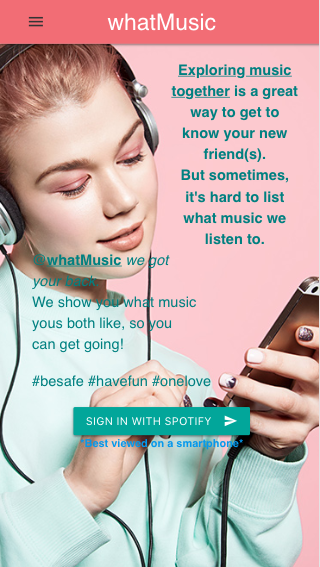 whatMusic
Exploring music
together is a great
way to get to
know your new
friend(s).
But sometimes,
it's hard to list
what music we
listen to.
@whatMusic we got
your back
We show you what music
yous both like, so you
can get going!
#besafe #havefun #onelove
SIGN IN WITH SPOTIFY
*Best viewed on a smartphone*